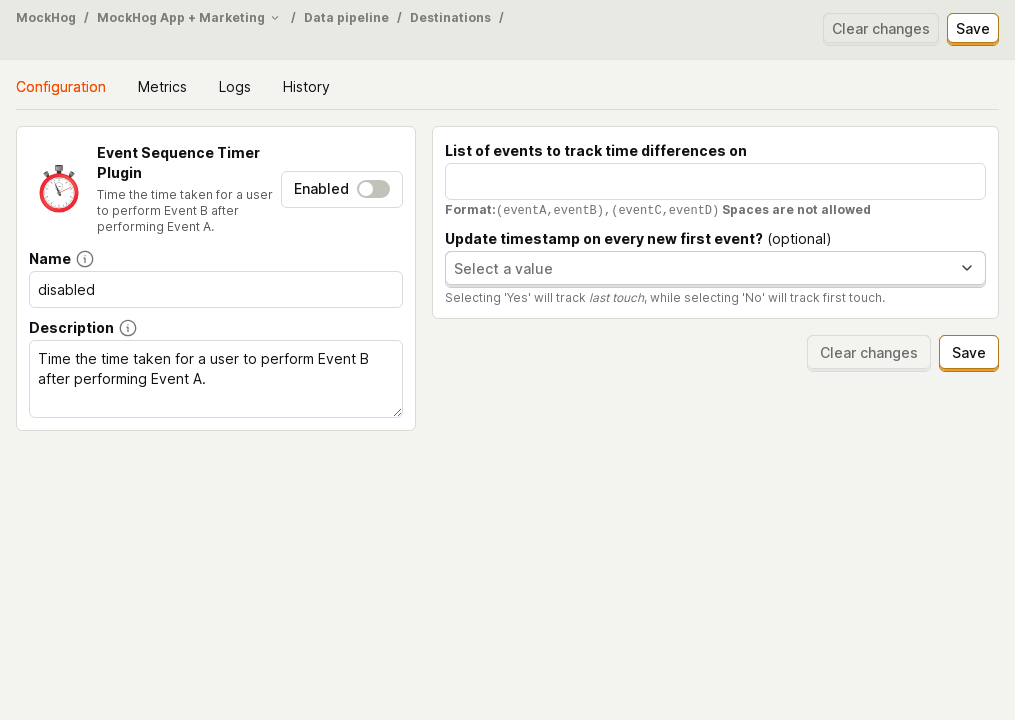 MockHog / MockHog App + Marketing / Data pipeline / Destinations /
Clear changes Save
Configuration Metrics Logs History
Event Sequence Timer
Plugin
Time the time taken for a user
to perform Event B after
performing Event A.
Enabled
Name
disabled
Description
Time the time taken for a user to perform Event B
after performing Event A.
List of events to track time differences on
Format:(eventA,eventB),(eventC,eventD) Spaces are not allowed
Update timestamp on every new first event? (optional)
Select a value
Selecting 'Yes' will track last touch, while selecting 'No' will track first touch.
Clear changes Save